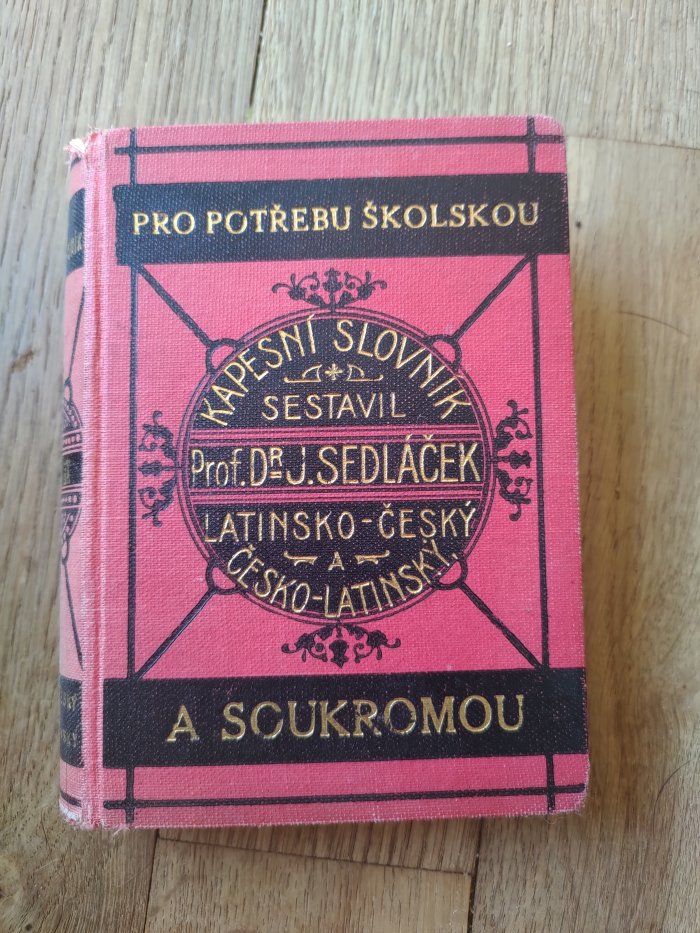 PRO POTŘEBU ŠKOLSKOU
KAPESNÍ SLOVNÍK
SESTAVIL
Prof. DR J. SEDLÁČEK
LATINSKO-ČESKÝ
A
ČESKO-LATINSKÝ,
A SOUKROMOU